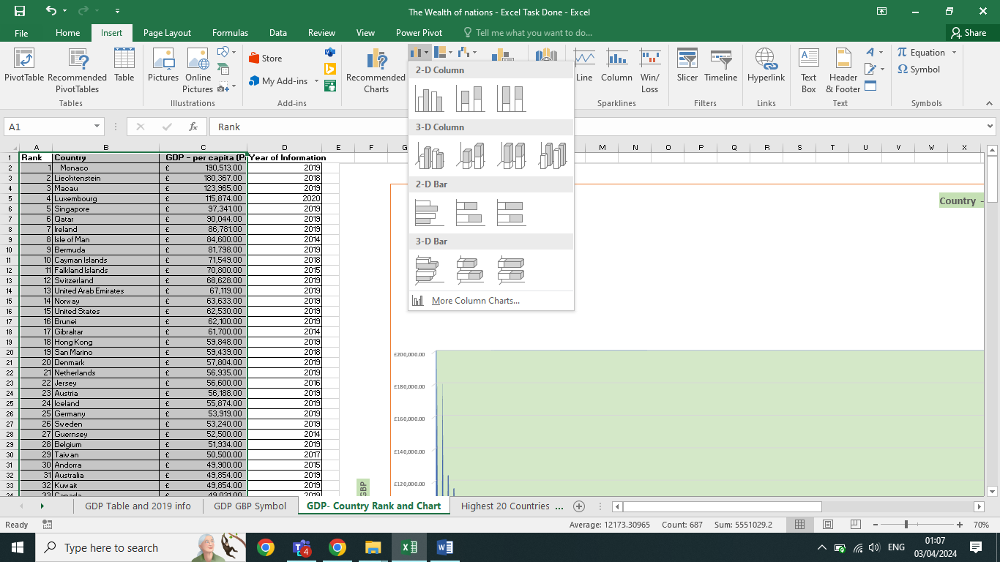 The Wealth of nations - Excel Task Done - Excel
File Home Insert Page Layout Formulas Data Review View Power Pivot Tell me what you want to do... Share
PivotTable Recommended PivotTables Table Pictures Online Pictures Store My Add-ins Recommended Charts Line Column Win/Loss Slicer Timeline Hyperlink Text Box Header & Footer Equation Symbol
Tables Illustrations Add-ins Sparklines Filters Links Text Symbols
2-D Column
3-D Column
2-D Bar
3-D Bar
More Column Charts...
A1 fx Rank
A B C D E F G M N O P Q R S T U V W X
1 Rank Country GDP - per capita (P Year of Information
2 1 Monaco £ 190,513.00 2019
3 2 Liechtenstein £ 180,367.00 2018
4 3 Macau £ 123,965.00 2019
5 4 Luxembourg £ 115,874.00 2020
6 5 Singapore £ 97,341.00 2019
7 6 Qatar £ 90,044.00 2019
8 7 Ireland £ 86,781.00 2019
9 8 Isle of Man £ 84,600.00 2014
10 9 Bermuda £ 81,798.00 2019
11 10 Cayman Islands £ 71,549.00 2018
12 11 Falkland Islands £ 70,800.00 2015
13 12 Switzerland £ 68,628.00 2019
14 13 United Arab Emirates £ 67,119.00 2019
15 14 Norway £ 63,633.00 2019
16 15 United States £ 62,530.00 2019
17 16 Brunei £ 62,100.00 2019
18 17 Gibraltar £ 61,700.00 2014
19 18 Hong Kong £ 59,848.00 2019
20 19 San Marino £ 59,439.00 2018
21 20 Denmark £ 57,804.00 2019
22 21 Netherlands £ 56,935.00 2019
23 22 Jersey £ 56,600.00 2016
24 23 Austria £ 56,188.00 2019
25 24 Iceland £ 55,874.00 2019
26 25 Germany £ 53,919.00 2019
27 26 Sweden £ 53,240.00 2019
28 27 Guernsey £ 52,500.00 2014
29 28 Belgium £ 51,934.00 2019
30 29 Taiwan £ 50,500.00 2017
31 30 Andorra £ 49,900.00 2015
32 31 Australia £ 49,854.00 2019
33 32 Kuwait £ 49,854.00 2019
33 Canada £ 49,031.00 2019
Country -
£200,000.00
£180,000.00
£160,000.00
£140,000.00
£120,000.00
GBP
GDP Table and 2019 info GDP GBP Symbol GDP- Country Rank and Chart Highest 20 Countries ...
Ready Average: 12173.30965 Count: 687 Sum: 5551029.2 70%
Type here to search 4 ENG 01:07
03/04/2024